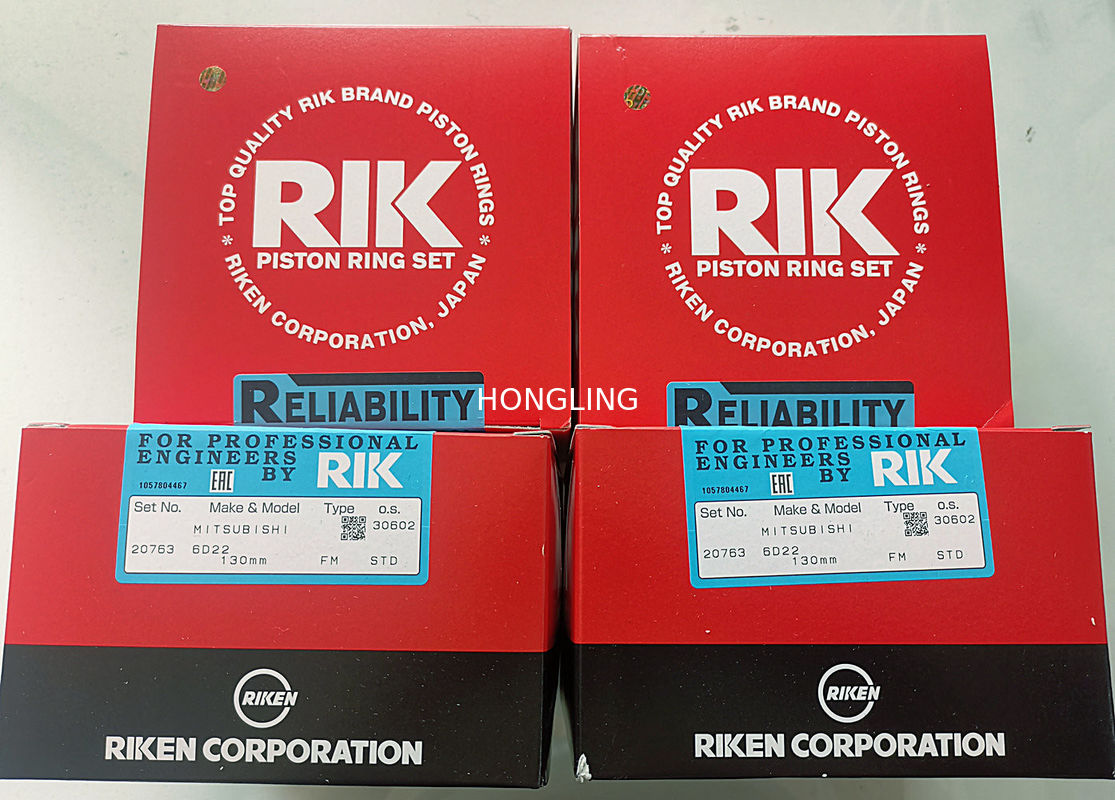 * TOP QUALITY RIK BRAND PISTON RINGS *
RIK
PISTON RING SET
RIKEN CORPORATION, JAPAN
RELIABILITY
* TOP QUALITY RIK BRAND PISTON RINGS *
RIK
PISTON RING SET
RIKEN CORPORATION, JAPAN
RELIABILITY
HONGLING
FOR PROFESSIONAL
ENGINEERS
BY RIK
1057804467 EAC
Set No. Make & Model Type o.s.
MITSUBISHI 30602
20763 6D22
130mm FM STD
RIKEN
RIKEN CORPORATION
FOR PROFESSIONAL
ENGINEERS
BY RIK
1057804467 EAC
Set No. Make & Model Type o.s.
MITSUBISHI 30602
20763 6D22
130mm FM STD
RIKEN
RIKEN CORPORATION